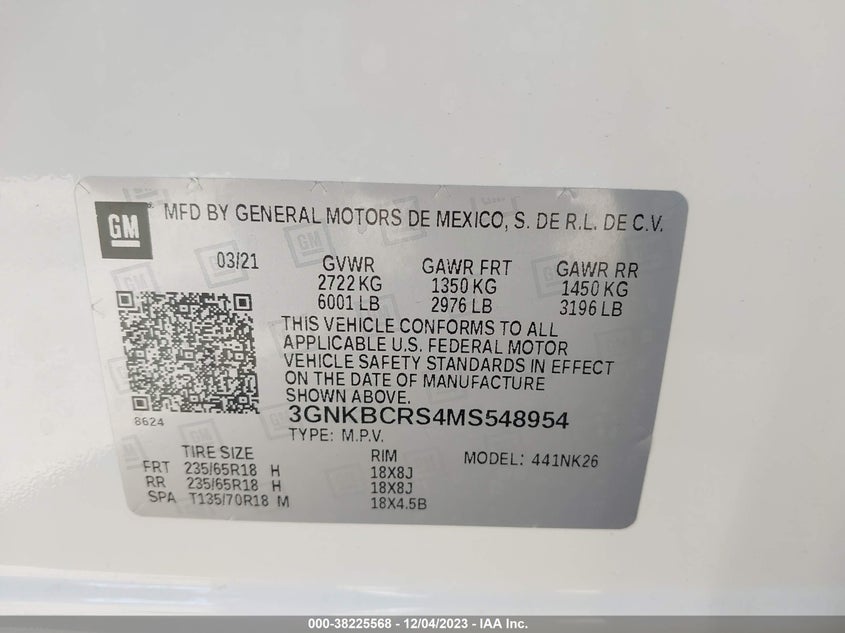 GM
MFD BY GENERAL MOTORS DE MEXICO, S. DE R.L. DE C.V.
03/21 GVWR GAWR FRT GAWR RR
2722 KG 1350 KG 1450 KG
6001 LB 2976 LB 3196 LB
THIS VEHICLE CONFORMS TO ALL
APPLICABLE U.S. FEDERAL MOTOR
VEHICLE SAFETY STANDARDS IN EFFECT
ON THE DATE OF MANUFACTURE
SHOWN ABOVE.
8624
3GNKBCRS4MS548954
TYPE: M.P.V.
TIRE SIZE RIM MODEL: 441NK26
FRT 235/65R18 H 18X8J
RR 235/65R18 H 18X8J
SPA T135/70R18 M 18X4.5B
000-38225568 - 12/04/2023 - IAA Inc.